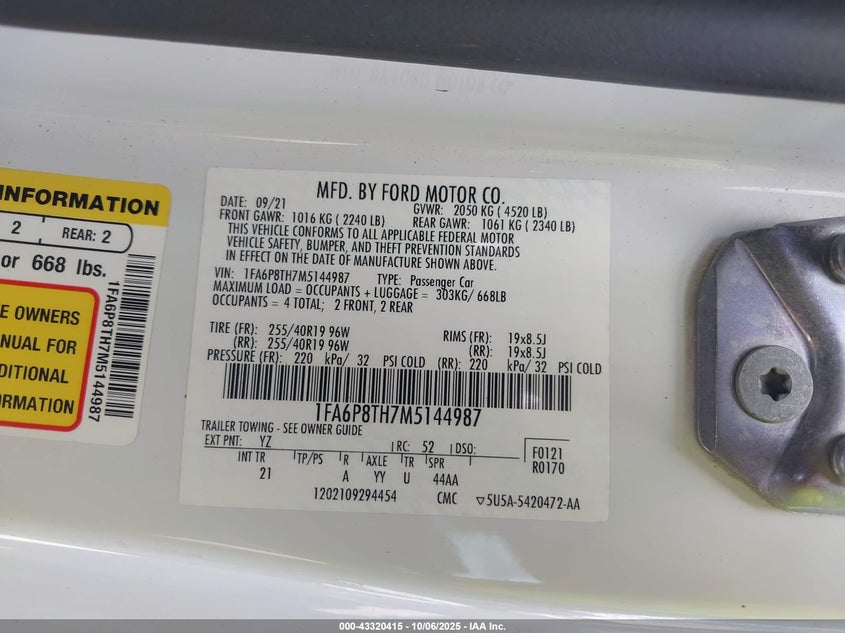 INFORMATION
2 REAR: 2
or 668 lbs.
E OWNERS
ANUAL FOR
DITIONAL
ORMATION
1FA6P8TH7M5144987
MFD. BY FORD MOTOR CO.
DATE: 09/21 GVWR: 2050 KG ( 4520 LB)
FRONT GAWR: 1016 KG ( 2240 LB) REAR GAWR: 1061 KG ( 2340 LB)
THIS VEHICLE CONFORMS TO ALL APPLICABLE FEDERAL MOTOR
VEHICLE SAFETY, BUMPER, AND THEFT PREVENTION STANDARDS
IN EFFECT ON THE DATE OF MANUFACTURE SHOWN ABOVE.
VIN: 1FA6P8TH7M5144987 TYPE: Passenger Car
MAXIMUM LOAD = OCCUPANTS + LUGGAGE = 303KG/ 668LB
OCCUPANTS = 4 TOTAL; 2 FRONT, 2 REAR
TIRE (FR): 255/40R19 96W RIMS (FR): 19x8.5J
(RR): 255/40R19 96W (RR): 19x8.5J
PRESSURE (FR): 220 kPa/ 32 PSI COLD (RR): 220 kPa/ 32 PSI COLD
1FA6P8TH7M5144987
TRAILER TOWING - SEE OWNER GUIDE
EXT PNT: YZ RC: 52 DSO: F0121
R0170
INT TR TP/PS R AXLE TR SPR
21 A YY U 44AA
1202109294454 CMC ▽5U5A-5420472-AA
000-43320415 - 10/06/2025 - IAA Inc.